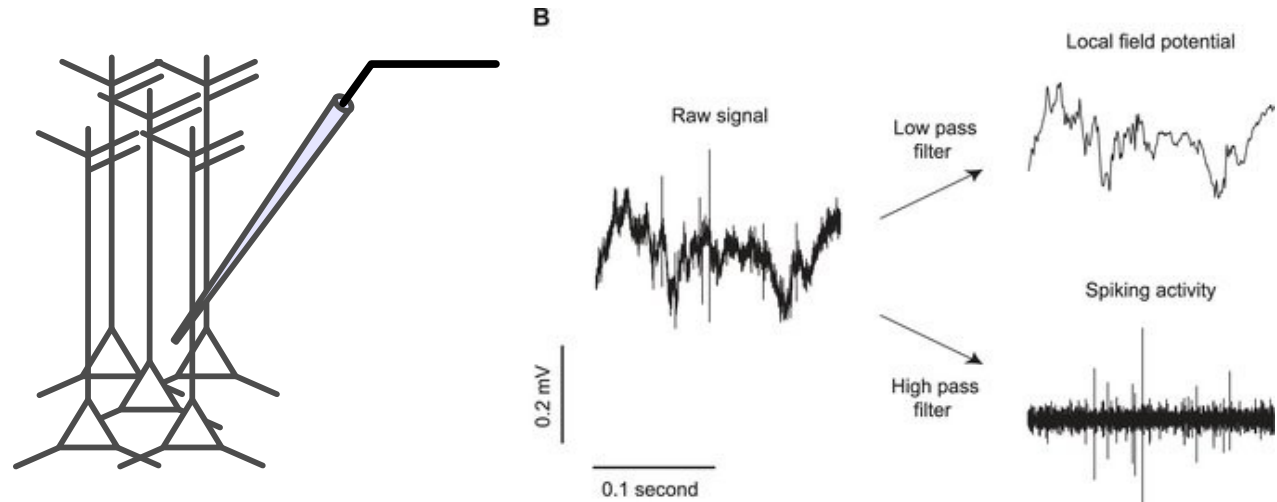 B
Local field potential
Raw signal
Low pass
filter
Spiking activity
High pass
filter
0.2 mV
0.1 second